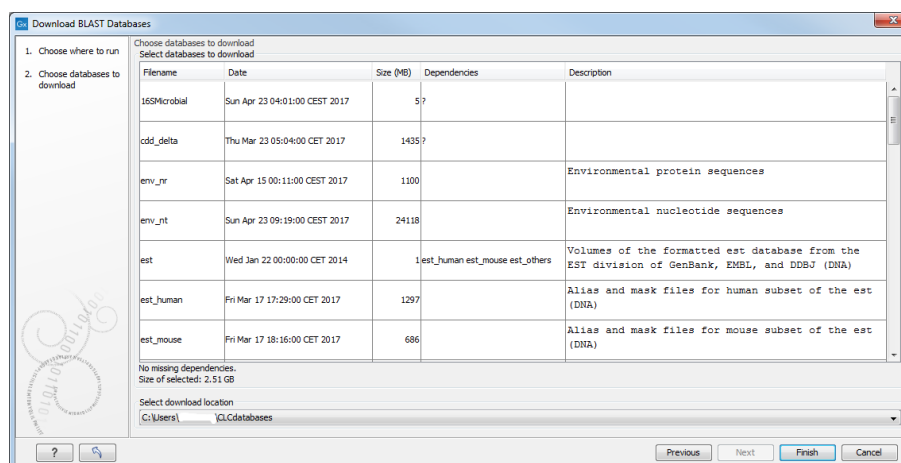 Gx Download BLAST Databases
1. Choose where to run
2. Choose databases to
download
Choose databases to download
Select databases to download
Filename Date Size (MB) Dependencies Description
16SMicrobial Sun Apr 23 04:01:00 CEST 2017 5 ?
cdd_delta Thu Mar 23 05:04:00 CET 2017 1435 ?
env_nr Sat Apr 15 00:11:00 CEST 2017 1100 Environmental protein sequences
env_nt Sun Apr 23 09:19:00 CEST 2017 24118 Environmental nucleotide sequences
est Wed Jan 22 00:00:00 CET 2014 1 est_human est_mouse est_others Volumes of the formatted est database from the
EST division of GenBank, EMBL, and DDBJ (DNA)
est_human Fri Mar 17 17:29:00 CET 2017 1297 Alias and mask files for human subset of the est
(DNA)
est_mouse Fri Mar 17 18:16:00 CET 2017 686 Alias and mask files for mouse subset of the est
(DNA)
No missing dependencies.
Size of selected: 2.51 GB
Select download location
C:\Users\ \CLCdatabases
? Previous Next Finish Cancel